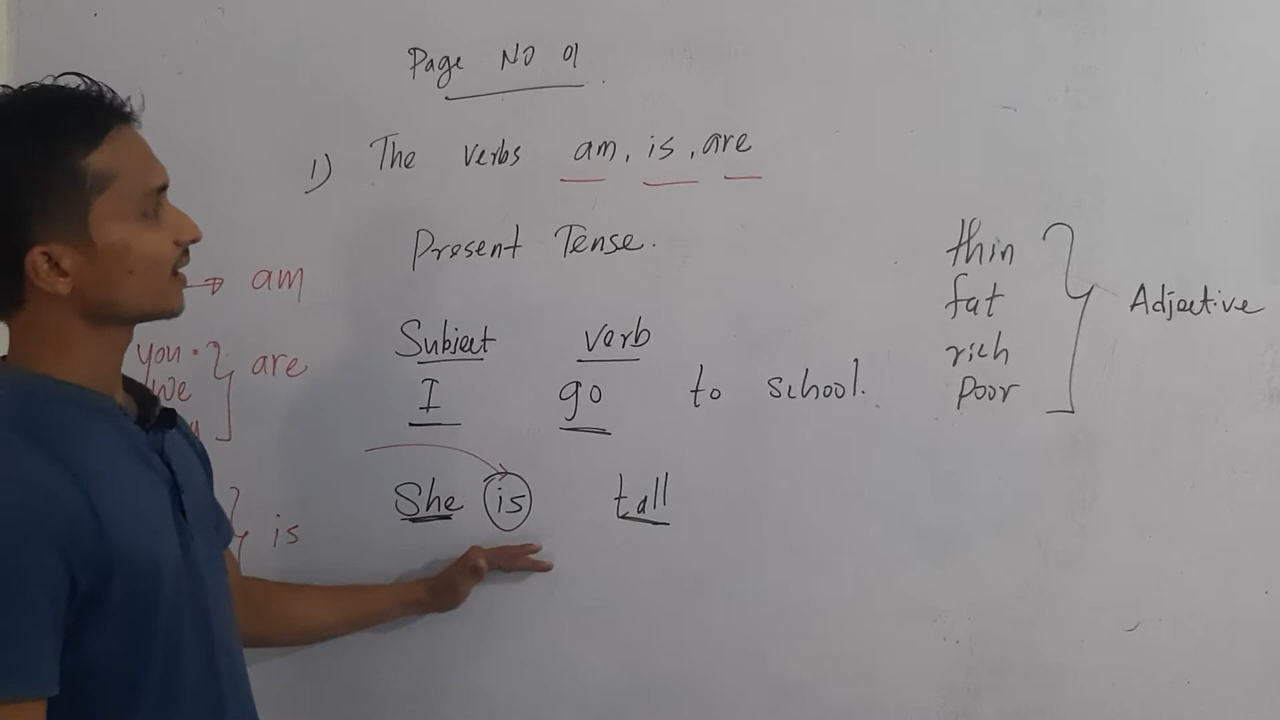 Page NO 01
1) The verbs am, is, are
Present Tense.
Subject verb
I go to school.
She is tall
am
you
we
are
is
thin
fat
rich
Poor
Adjective